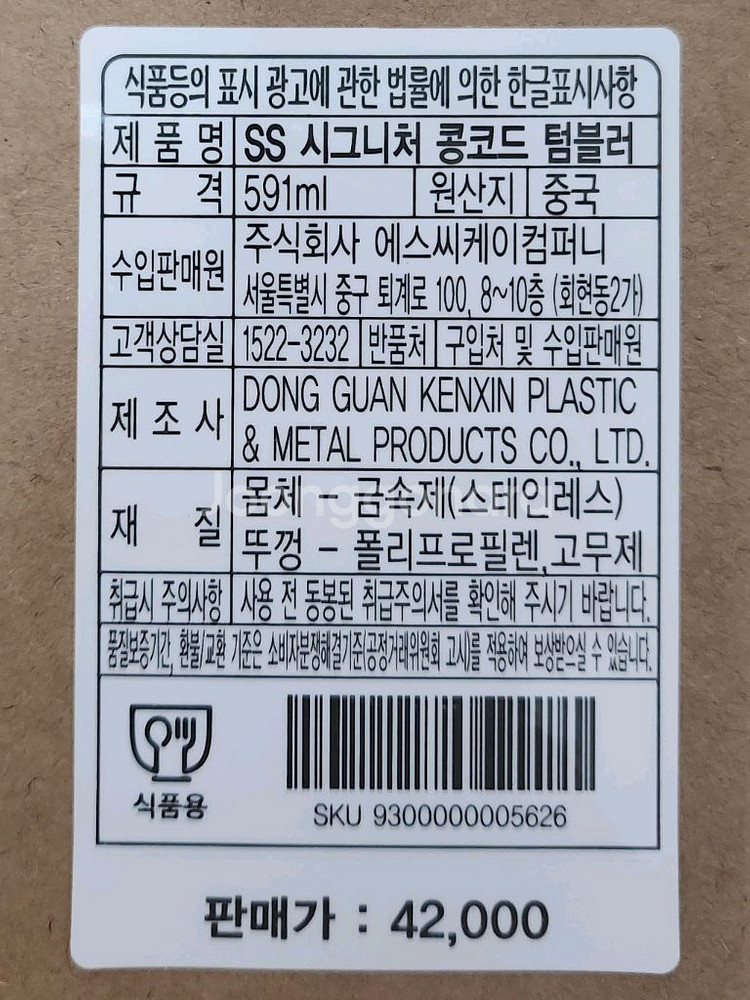 식품등의 표시 광고에 관한 법률에 의한 한글표시사항
제 품 명 SS 시그니처 콩코드 텀블러
규 격 591ml 원산지 중국
수입판매원 주식회사 에스씨케이컴퍼니
서울특별시 중구 퇴계로 100, 8~10층 (회현동2가)
고객상담실 1522-3232 반품처 구입처 및 수입판매원
제 조 사 DONG GUAN KENXIN PLASTIC
& METAL PRODUCTS CO., LTD.
재 질 몸체 - 금속제(스테인레스)
뚜껑 - 폴리프로필렌,고무제
취급시 주의사항 사용 전 동봉된 취급주의서를 확인해 주시기 바랍니다.
품질보증기간, 환불/교환 기준은 소비자분쟁해결기준(공정거래위원회 고시)를 적용하여 보상받으실 수 있습니다.
식품용
SKU 9300000005626
판매가 : 42,000